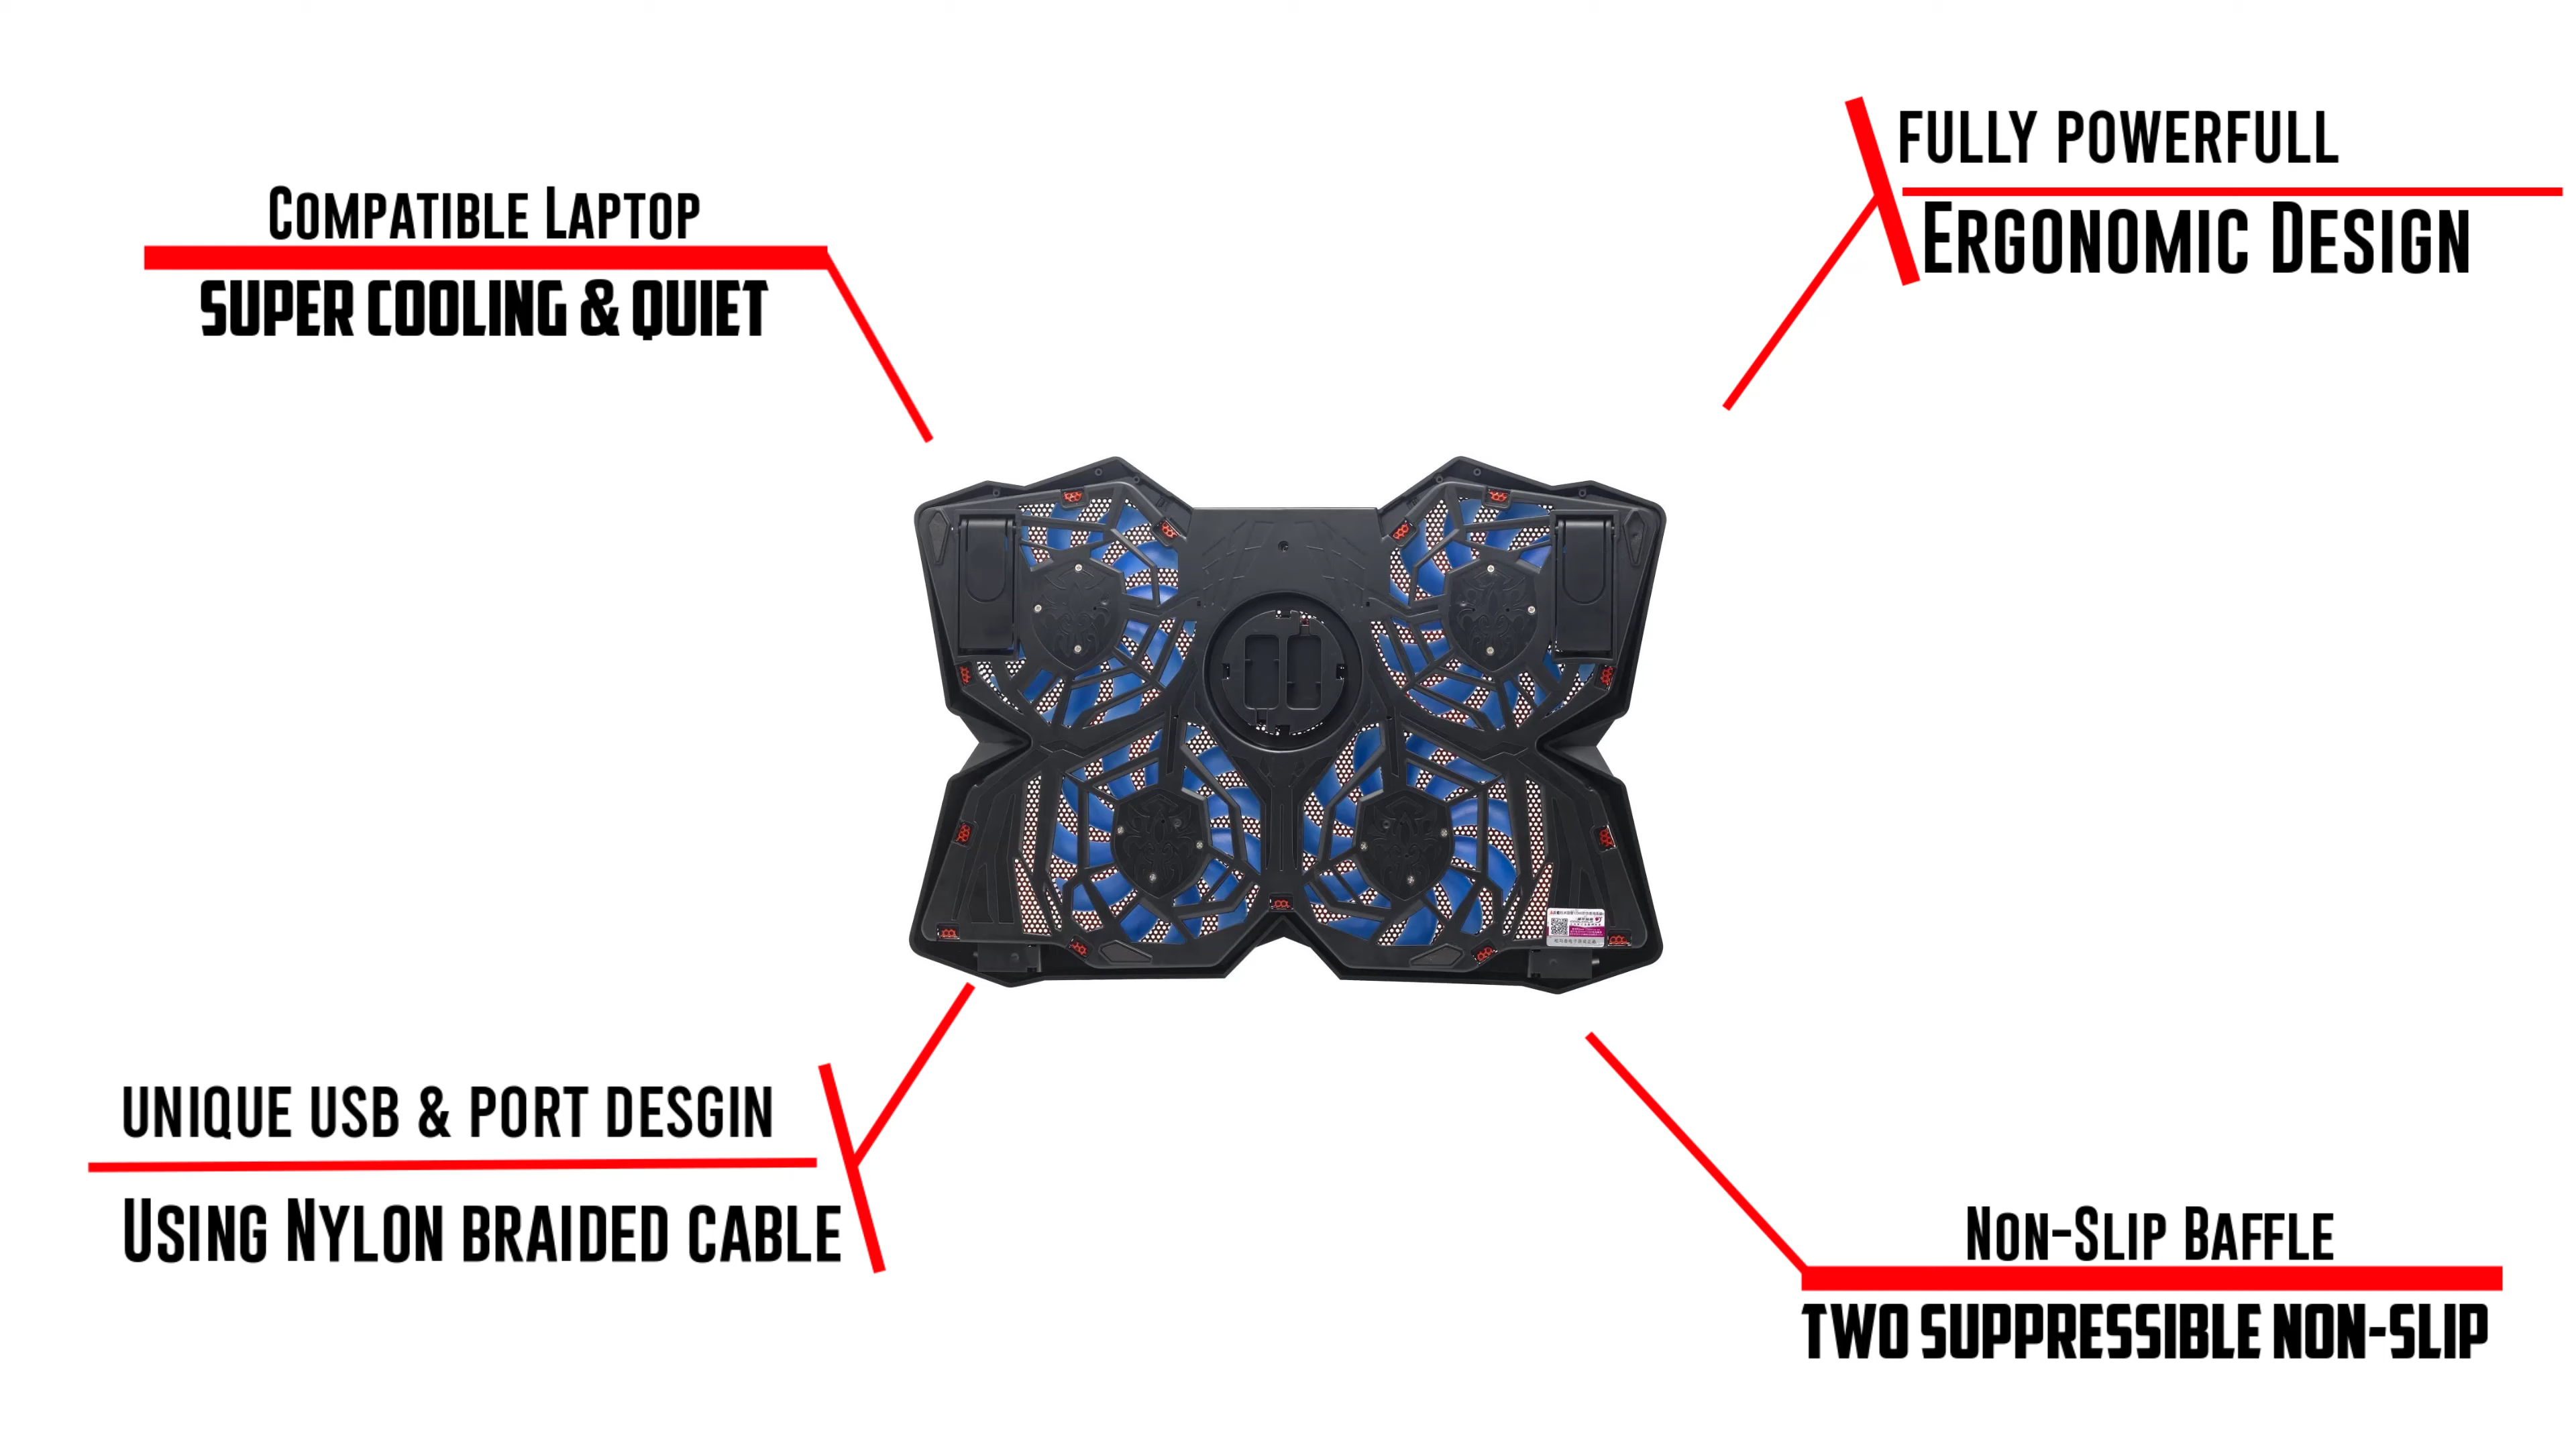 FULLY POWERFULL
ERGONOMIC DESIGN
COMPATIBLE LAPTOP
SUPER COOLING & QUIET
UNIQUE USB & PORT DESGIN
USING NYLON BRAIDED CABLE
NON-SLIP BAFFLE
TWO SUPPRESSIBLE NON-SLIP